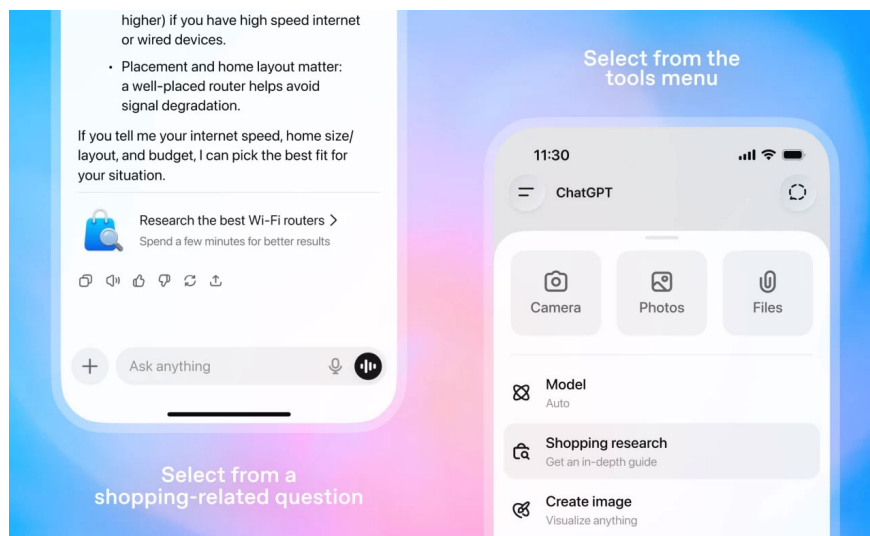 higher) if you have high speed internet
or wired devices.
• Placement and home layout matter:
a well-placed router helps avoid
signal degradation.
If you tell me your internet speed, home size/
layout, and budget, I can pick the best fit for
your situation.
Research the best Wi-Fi routers >
Spend a few minutes for better results
Ask anything
Select from a
shopping-related question
Select from the
tools menu
11:30
ChatGPT
Camera
Photos
Files
Model
Auto
Shopping research
Get an in-depth guide
Create image
Visualize anything